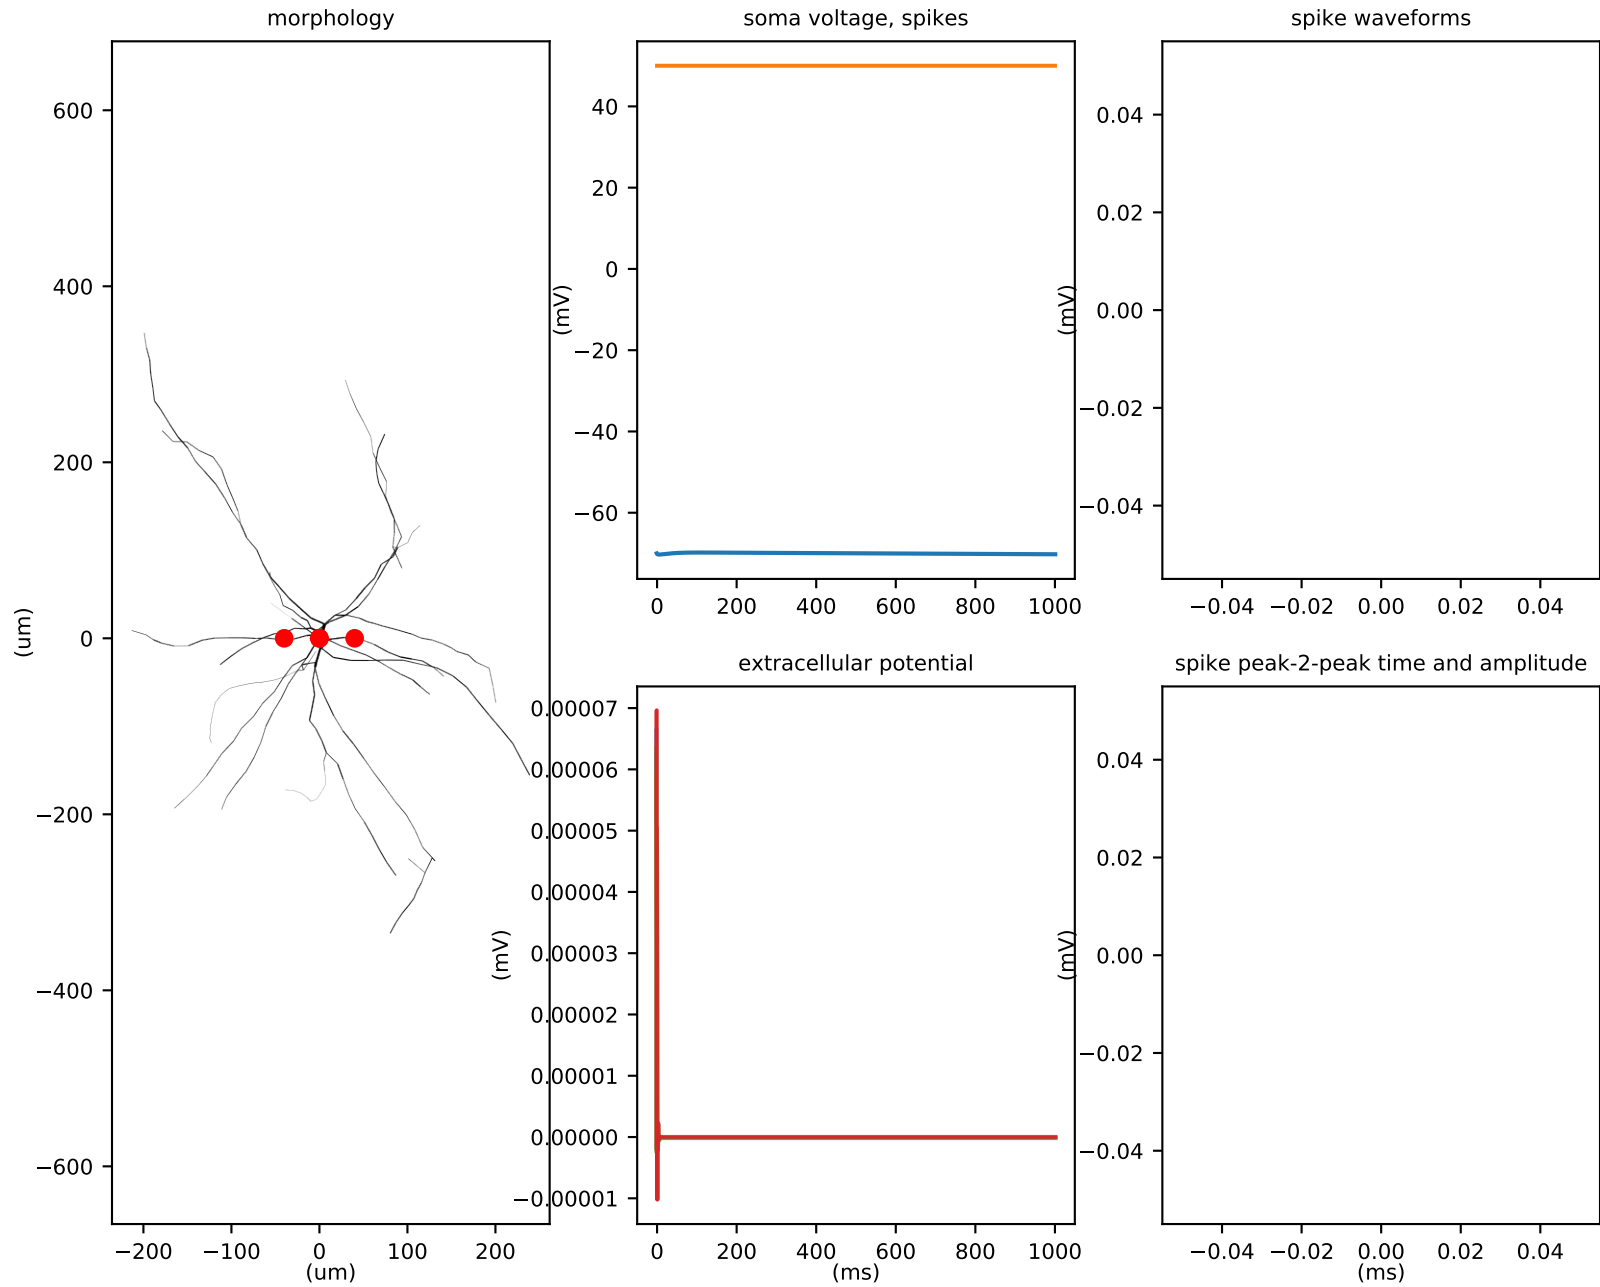 morphology
600
400
200
0
−200
−400
−600
(um)
−200 −100 0 100 200
(um)
soma voltage, spikes
40
20
0
−20
−40
−60
(mV)
0 200 400 600 800 1000
spike waveforms
0.04
0.02
0.00
−0.02
−0.04
(mV)
−0.04 −0.02 0.00 0.02 0.04
extracellular potential
0.00007
0.00006
0.00005
0.00004
0.00003
0.00002
0.00001
0.00000
−0.00001
(mV)
0 200 400 600 800 1000
(ms)
spike peak-2-peak time and amplitude
0.04
0.02
0.00
−0.02
−0.04
(mV)
−0.04 −0.02 0.00 0.02 0.04
(ms)